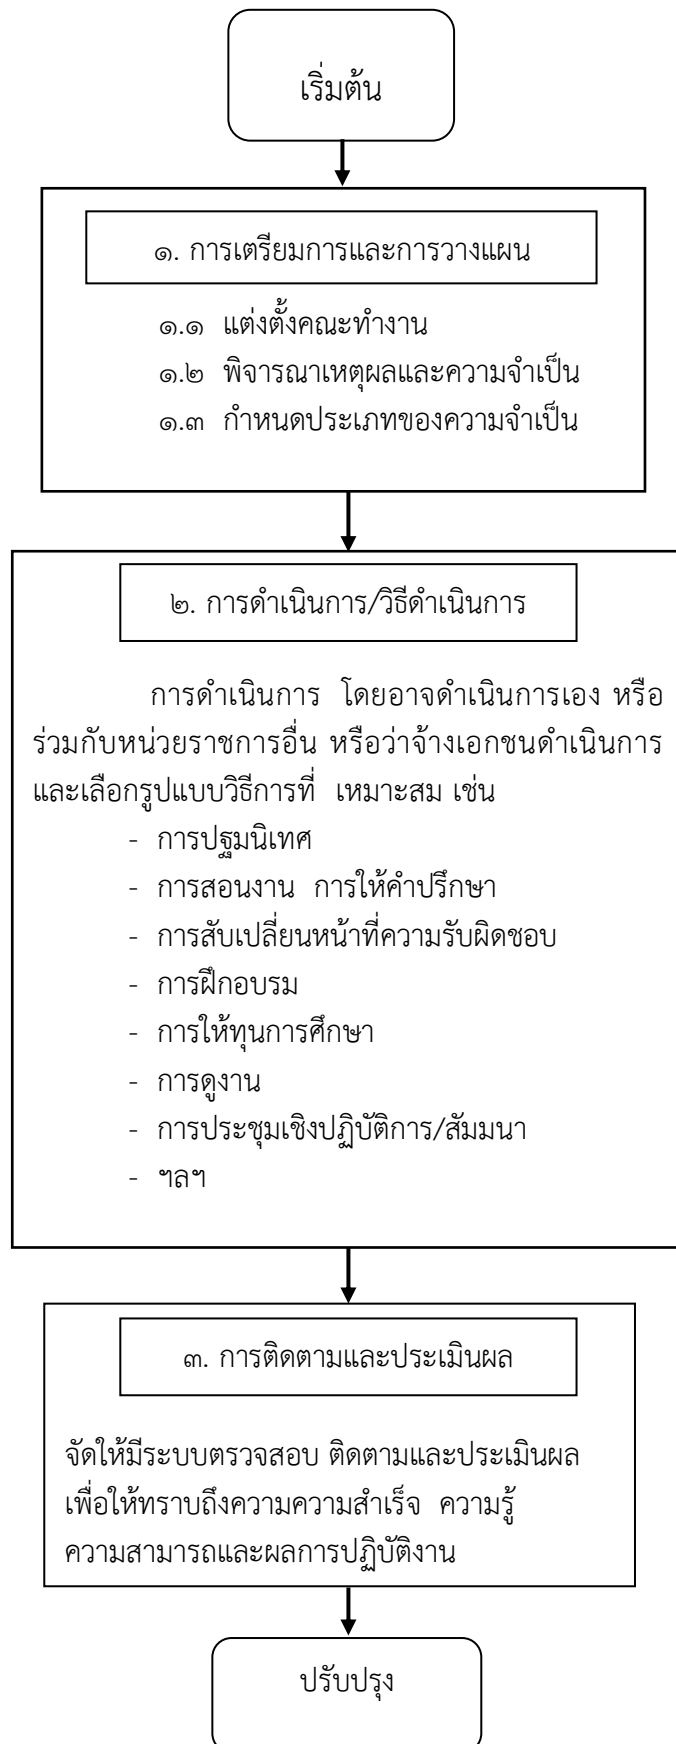 เริ่มต้น
๑. การเตรียมการและการวางแผน
๑.๑ แต่งตั้งคณะทำงาน
๑.๒ พิจารณาเหตุผลและความจำเป็น
๑.๓ กำหนดประเภทของความจำเป็น
๒. การดำเนินการ/วิธีดำเนินการ
การดำเนินการ โดยอาจดำเนินการเอง หรือ
ร่วมกับหน่วยราชการอื่น หรือว่าจ้างเอกชนดำเนินการ
และเลือกรูปแบบวิธีการที่ เหมาะสม เช่น
- การปฐมนิเทศ
- การสอนงาน การให้คำปรึกษา
- การสับเปลี่ยนหน้าที่ความรับผิดชอบ
- การฝึกอบรม
- การให้ทุนการศึกษา
- การดูงาน
- การประชุมเชิงปฏิบัติการ/สัมมนา
- ฯลฯ
๓. การติดตามและประเมินผล
จัดให้มีระบบตรวจสอบ ติดตามและประเมินผล
เพื่อให้ทราบถึงความความสำเร็จ ความรู้
ความสามารถและผลการปฏิบัติงาน
ปรับปรุง